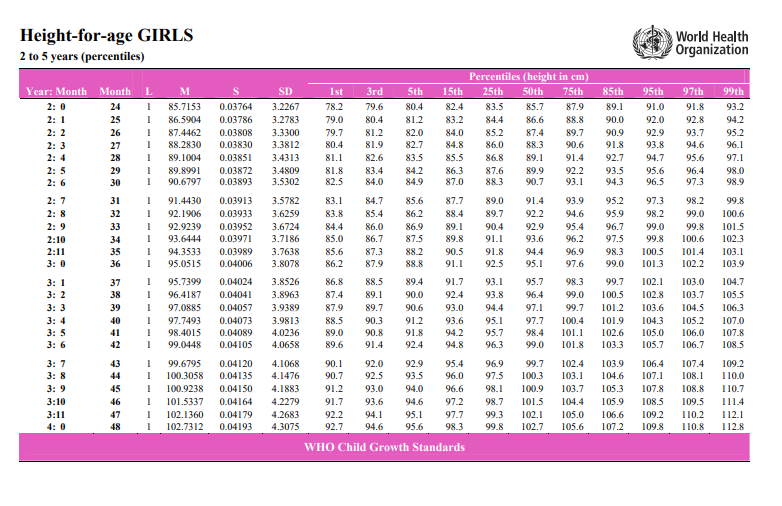 Height-for-age GIRLS
2 to 5 years (percentiles)
World Health
Organization
Percentiles (height in cm)
Year: Month Month L M S SD 1st 3rd 5th 15th 25th 50th 75th 85th 95th 97th 99th
2: 0 24 1 85.7153 0.03764 3.2267 78.2 79.6 80.4 82.4 83.5 85.7 87.9 89.1 91.0 91.8 93.2
2: 1 25 1 86.5904 0.03786 3.2783 79.0 80.4 81.2 83.2 84.4 86.6 88.8 90.0 92.0 92.8 94.2
2: 2 26 1 87.4462 0.03808 3.3300 79.7 81.2 82.0 84.0 85.2 87.4 89.7 90.9 92.9 93.7 95.2
2: 3 27 1 88.2830 0.03830 3.3812 80.4 81.9 82.7 84.8 86.0 88.3 90.6 91.8 93.8 94.6 96.1
2: 4 28 1 89.1004 0.03851 3.4313 81.1 82.6 83.5 85.5 86.8 89.1 91.4 92.7 94.7 95.6 97.1
2: 5 29 1 89.8991 0.03872 3.4809 81.8 83.4 84.2 86.3 87.6 89.9 92.2 93.5 95.6 96.4 98.0
2: 6 30 1 90.6797 0.03893 3.5302 82.5 84.0 84.9 87.0 88.3 90.7 93.1 94.3 96.5 97.3 98.9
2: 7 31 1 91.4430 0.03913 3.5782 83.1 84.7 85.6 87.7 89.0 91.4 93.9 95.2 97.3 98.2 99.8
2: 8 32 1 92.1906 0.03933 3.6259 83.8 85.4 86.2 88.4 89.7 92.2 94.6 95.9 98.2 99.0 100.6
2: 9 33 1 92.9239 0.03952 3.6724 84.4 86.0 86.9 89.1 90.4 92.9 95.4 96.7 99.0 99.8 101.5
2:10 34 1 93.6444 0.03971 3.7186 85.0 86.7 87.5 89.8 91.1 93.6 96.2 97.5 99.8 100.6 102.3
2:11 35 1 94.3533 0.03989 3.7638 85.6 87.3 88.2 90.5 91.8 94.4 96.9 98.3 100.5 101.4 103.1
3: 0 36 1 95.0515 0.04006 3.8078 86.2 87.9 88.8 91.1 92.5 95.1 97.6 99.0 101.3 102.2 103.9
3: 1 37 1 95.7399 0.04024 3.8526 86.8 88.5 89.4 91.7 93.1 95.7 98.3 99.7 102.1 103.0 104.7
3: 2 38 1 96.4187 0.04041 3.8963 87.4 89.1 90.0 92.4 93.8 96.4 99.0 100.5 102.8 103.7 105.5
3: 3 39 1 97.0885 0.04057 3.9389 87.9 89.7 90.6 93.0 94.4 97.1 99.7 101.2 103.6 104.5 106.3
3: 4 40 1 97.7493 0.04073 3.9813 88.5 90.3 91.2 93.6 95.1 97.7 100.4 101.9 104.3 105.2 107.0
3: 5 41 1 98.4015 0.04089 4.0236 89.0 90.8 91.8 94.2 95.7 98.4 101.1 102.6 105.0 106.0 107.8
3: 6 42 1 99.0448 0.04105 4.0658 89.6 91.4 92.4 94.8 96.3 99.0 101.8 103.3 105.7 106.7 108.5
3: 7 43 1 99.6795 0.04120 4.1068 90.1 92.0 92.9 95.4 96.9 99.7 102.4 103.9 106.4 107.4 109.2
3: 8 44 1 100.3058 0.04135 4.1476 90.7 92.5 93.5 96.0 97.5 100.3 103.1 104.6 107.1 108.1 110.0
3: 9 45 1 100.9238 0.04150 4.1883 91.2 93.0 94.0 96.6 98.1 100.9 103.7 105.3 107.8 108.8 110.7
3:10 46 1 101.5337 0.04164 4.2279 91.7 93.6 94.6 97.2 98.7 101.5 104.4 105.9 108.5 109.5 111.4
3:11 47 1 102.1360 0.04179 4.2683 92.2 94.1 95.1 97.7 99.3 102.1 105.0 106.6 109.2 110.2 112.1
4: 0 48 1 102.7312 0.04193 4.3075 92.7 94.6 95.6 98.3 99.8 102.7 105.6 107.2 109.8 110.8 112.8
WHO Child Growth Standards